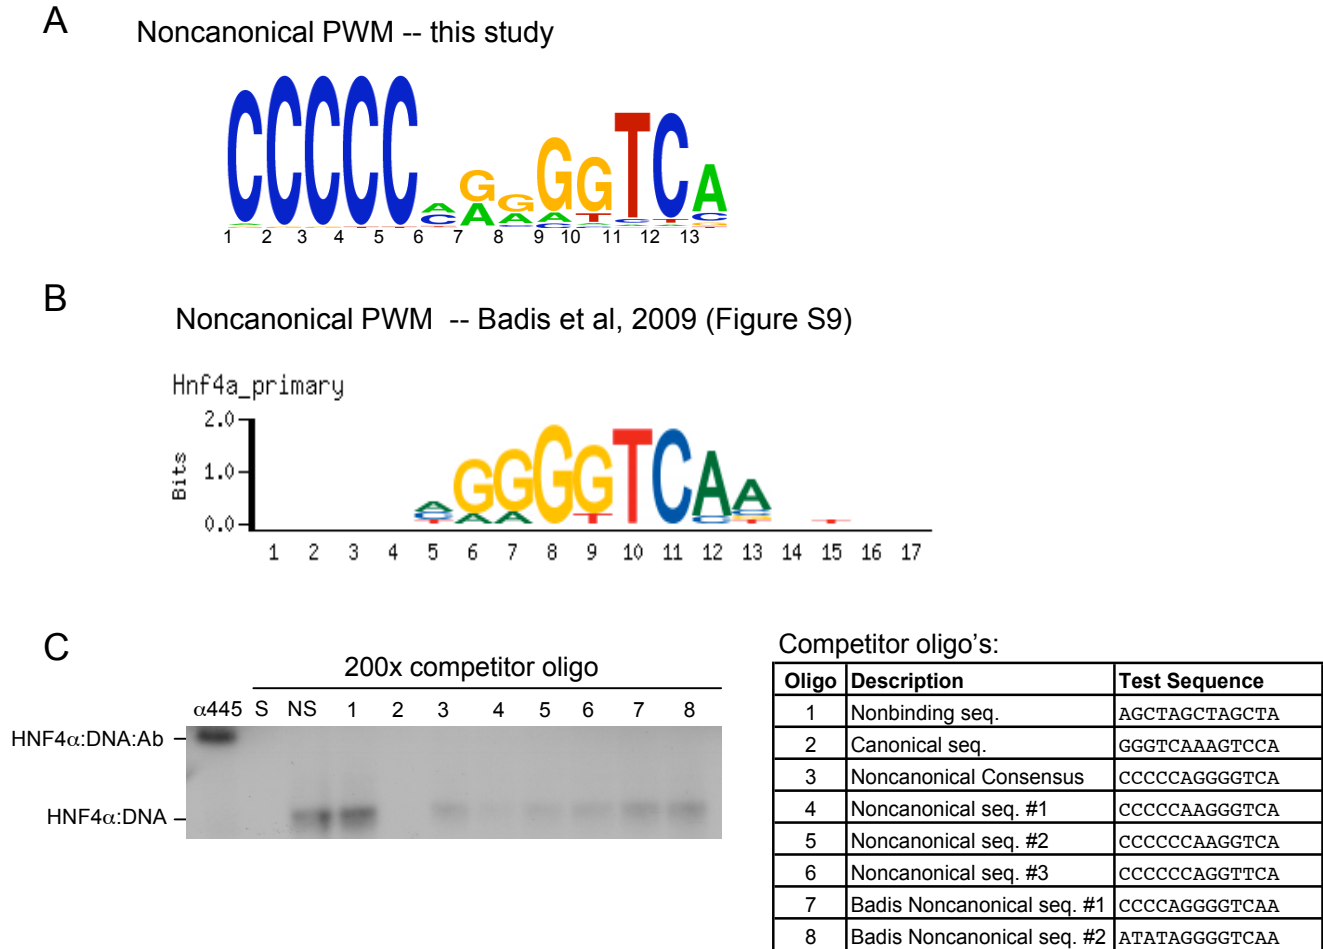 A
Noncanonical PWM -- this study
CCCCCAGGGGTCA
CAAAATCTC
1 2 3 4 5 6 7 8 9 10 11 12 13
B
Noncanonical PWM -- Badis et al, 2009 (Figure S9)
Hnf4a_primary
2.0
1.0
0.0
Bits
AGGGGTCAA
1 2 3 4 5 6 7 8 9 10 11 12 13 14 15 16 17
C
200x competitor oligo
α445 S NS 1 2 3 4 5 6 7 8
HNF4α:DNA:Ab
HNF4α:DNA
Competitor oligo's:
Oligo Description Test Sequence
1 Nonbinding seq. AGCTAGCTAGCTA
2 Canonical seq. GGGTCAAAGTCCA
3 Noncanonical Consensus CCCCCAGGGGTCA
4 Noncanonical seq. #1 CCCCCAAGGGTCA
5 Noncanonical seq. #2 CCCCCCAAGGTCA
6 Noncanonical seq. #3 CCCCCCAGGTTCA
7 Badis Noncanonical seq. #1 CCCCAGGGGTCAA
8 Badis Noncanonical seq. #2 ATATAGGGGTCAA